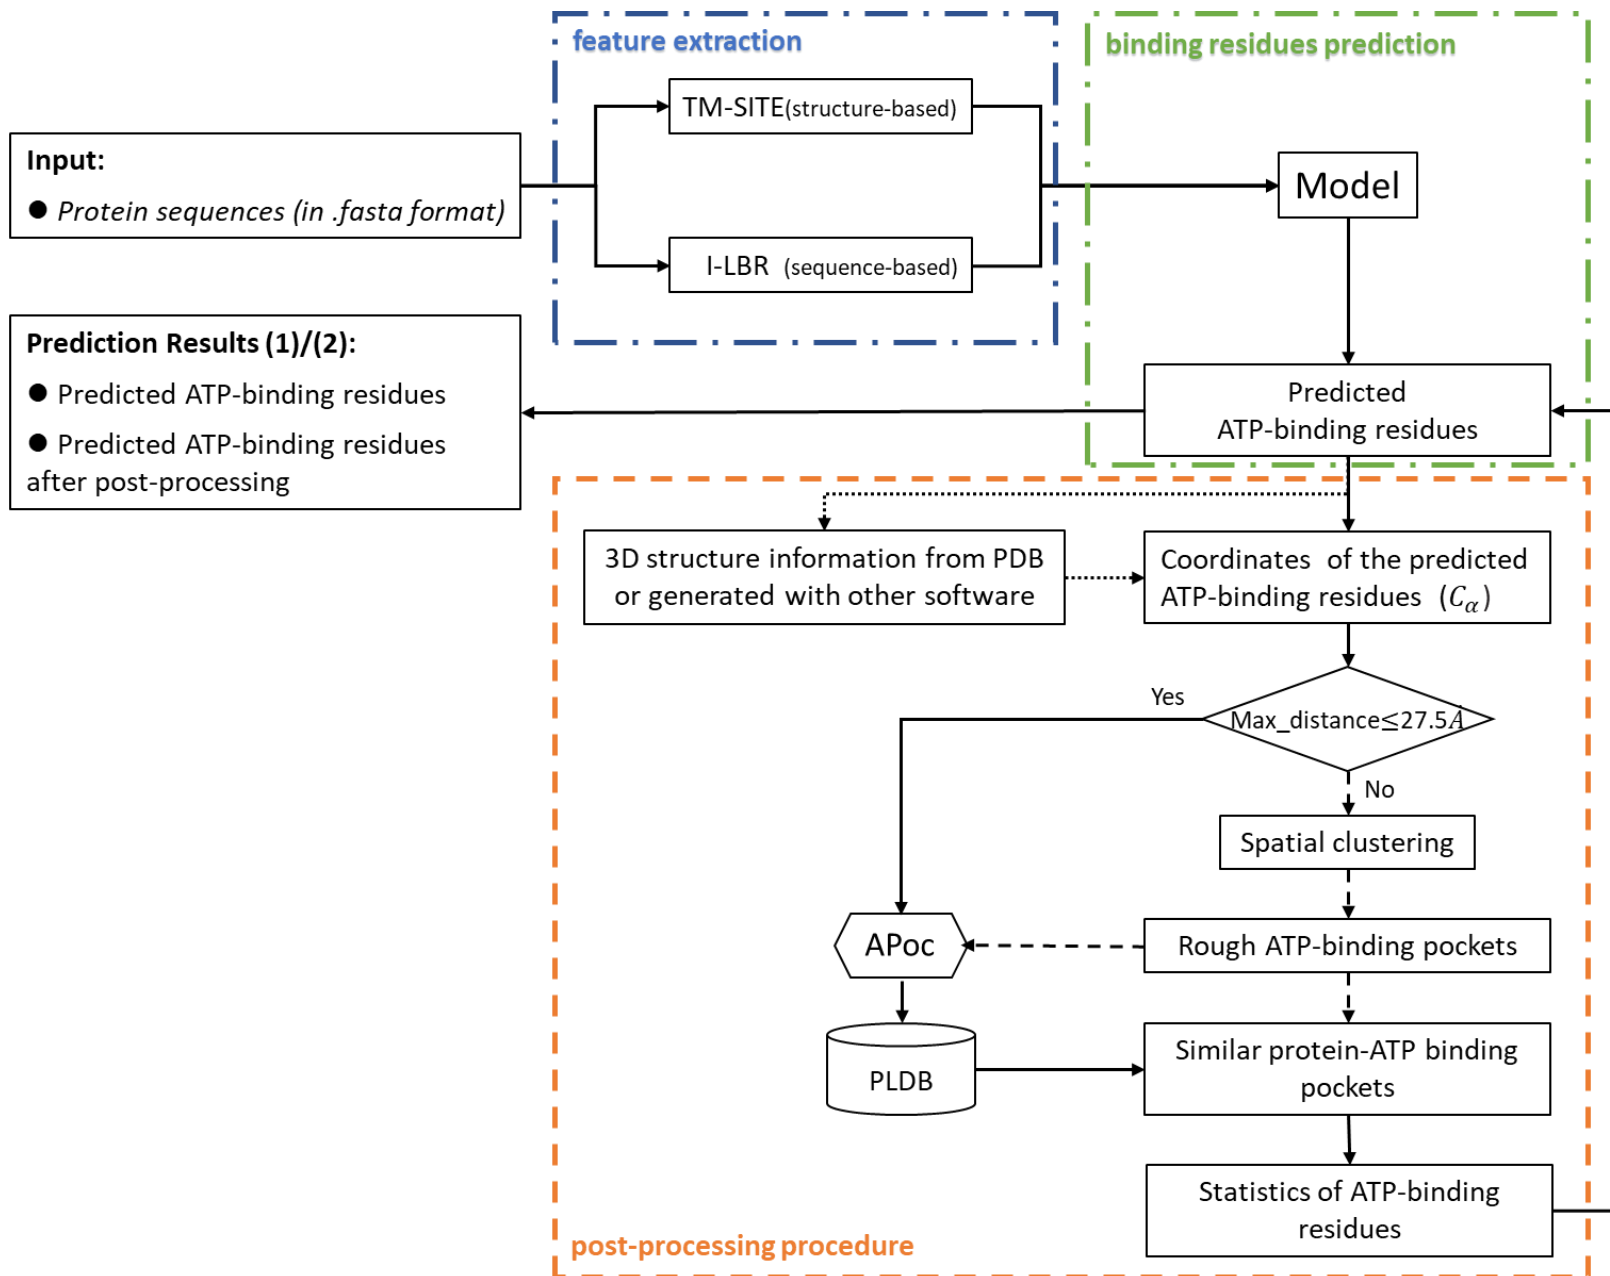 feature extraction
binding residues prediction
TM-SITE(structure-based)
Input:
● Protein sequences (in .fasta format)
Model
I-LBR (sequence-based)
Prediction Results (1)/(2):
● Predicted ATP-binding residues
● Predicted ATP-binding residues
after post-processing
Predicted
ATP-binding residues
3D structure information from PDB
or generated with other software
Coordinates of the predicted
ATP-binding residues (Cα)
Yes
Max_distance≤27.5Å
No
Spatial clustering
APoc
Rough ATP-binding pockets
PLDB
Similar protein-ATP binding
pockets
Statistics of ATP-binding
residues
post-processing procedure